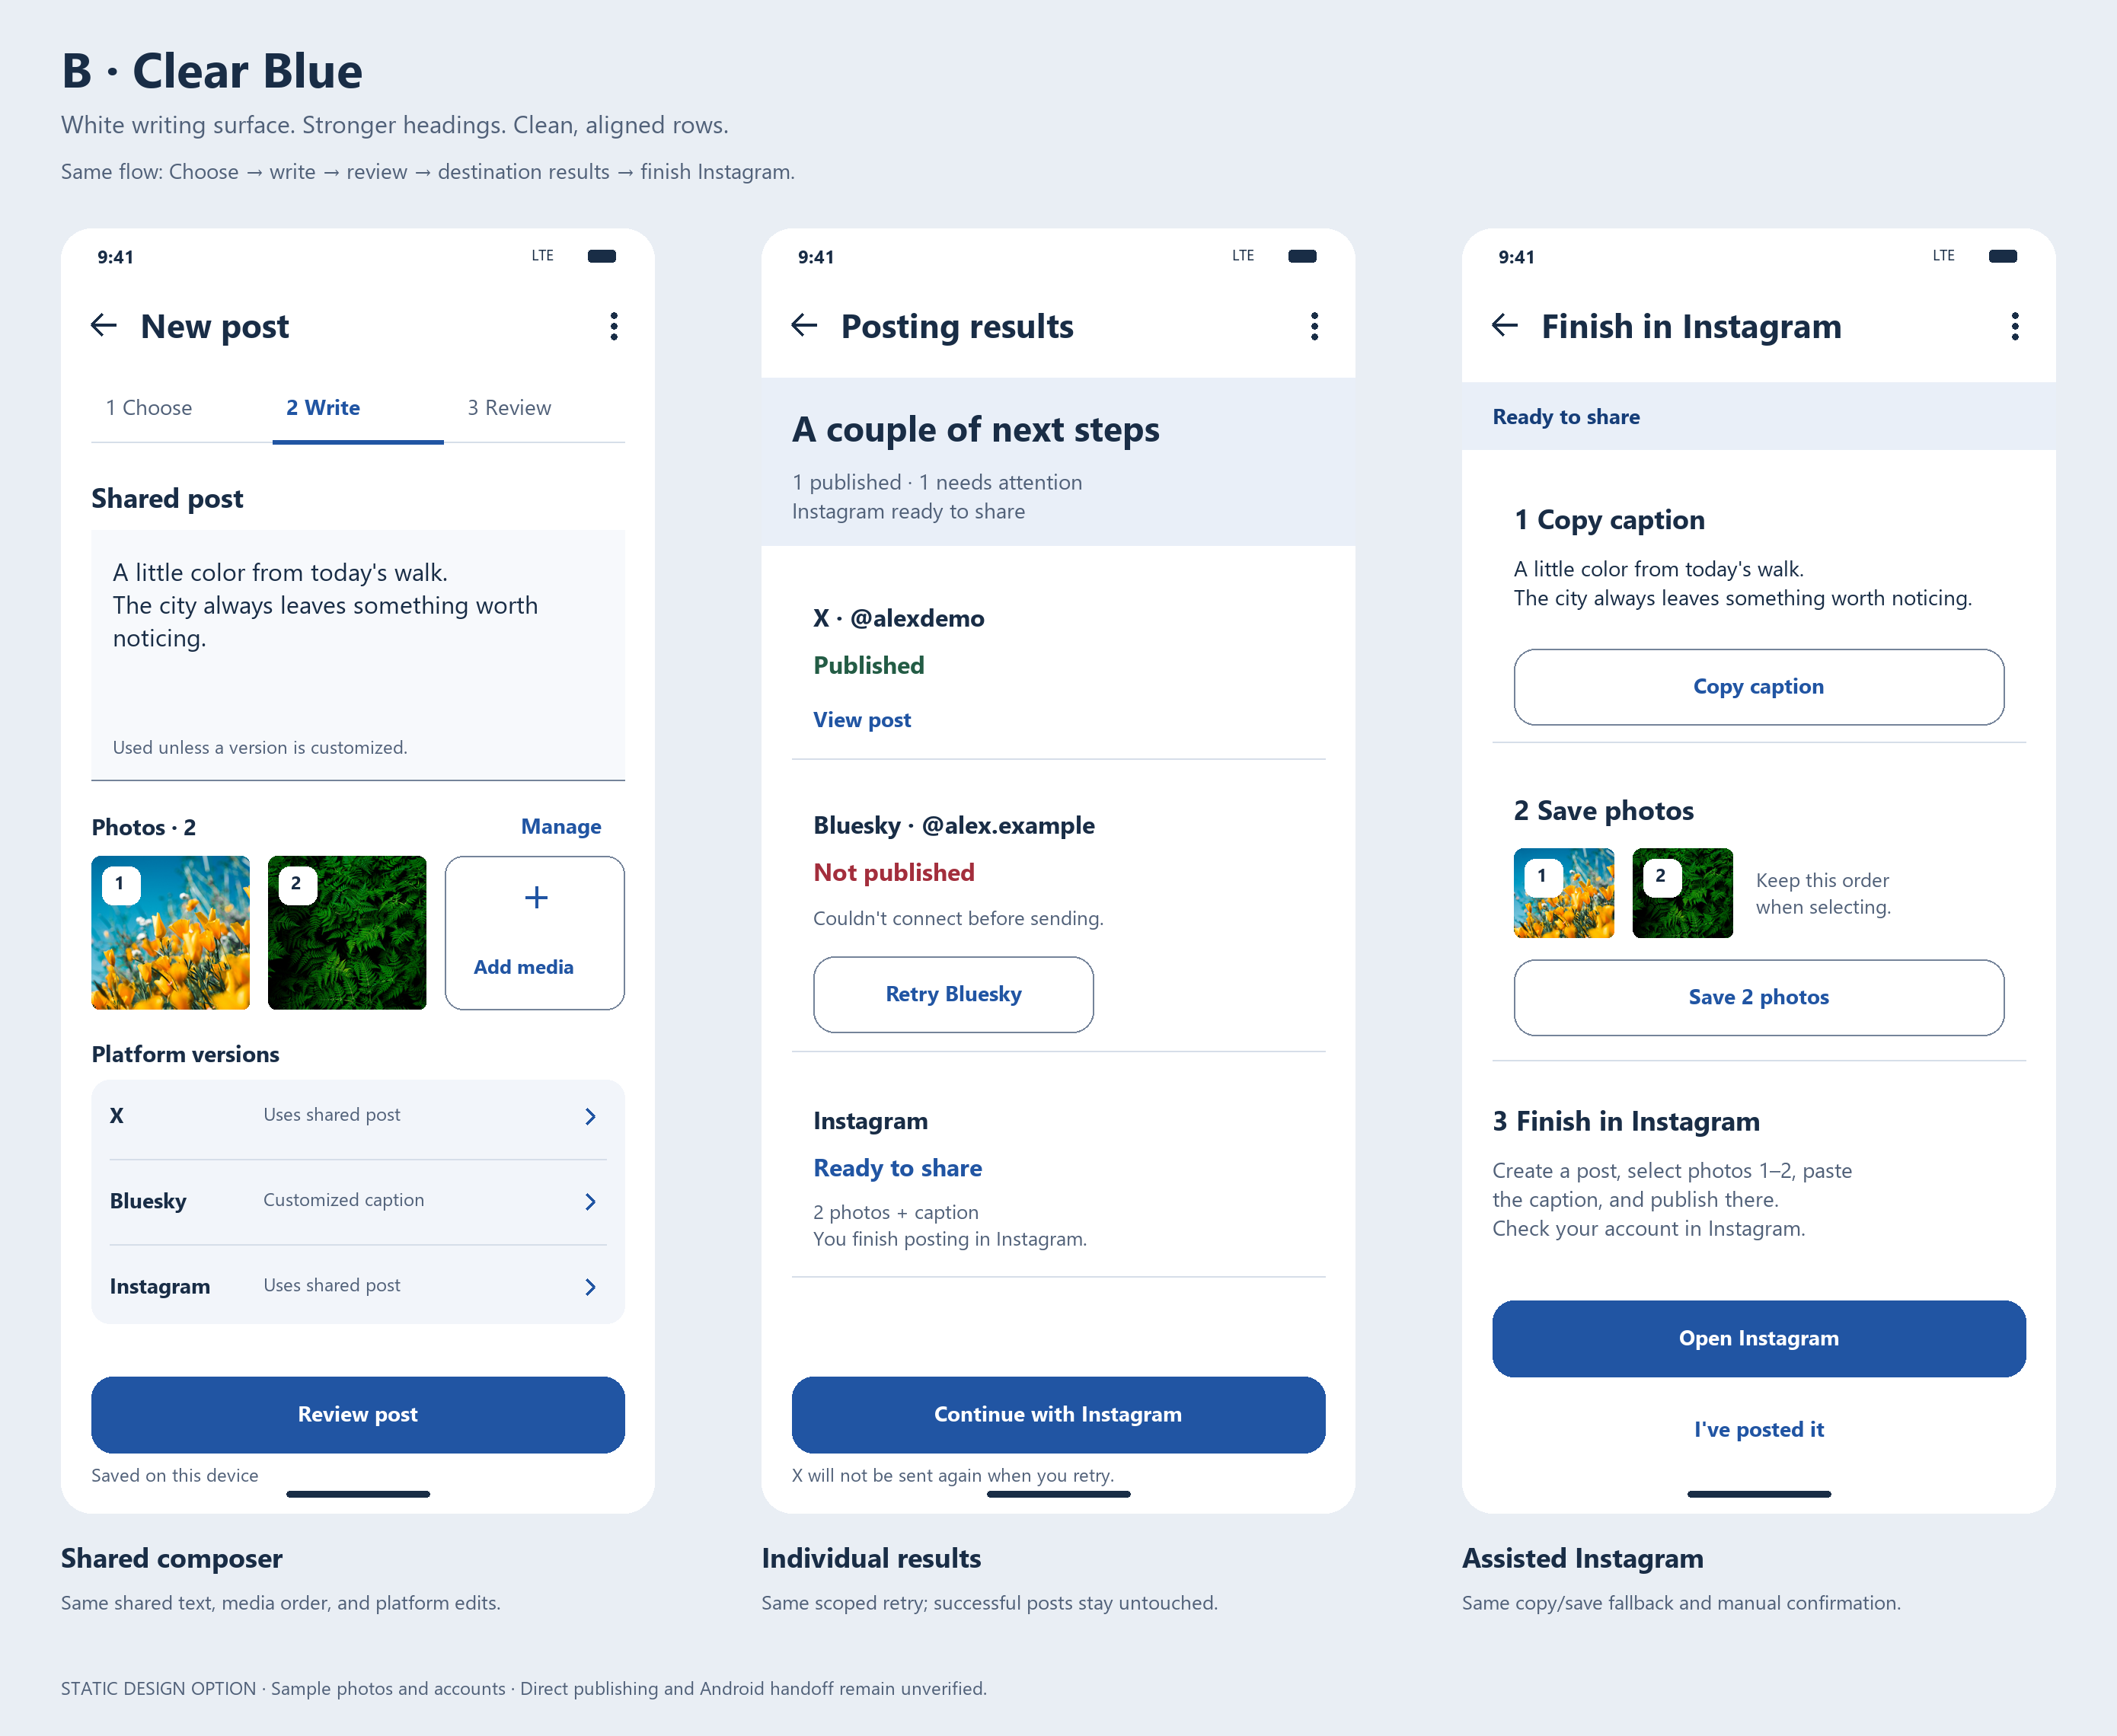 B · Clear Blue
White writing surface. Stronger headings. Clean, aligned rows.
Same flow: Choose → write → review → destination results → finish Instagram.
9:41
LTE
New post
1 Choose
2 Write
3 Review
Shared post
A little color from today's walk.
The city always leaves something worth
noticing.
Used unless a version is customized.
Photos · 2
Manage
1
2
+
Add media
Platform versions
X
Uses shared post
Bluesky
Customized caption
Instagram
Uses shared post
Review post
Saved on this device
Shared composer
Same shared text, media order, and platform edits.
9:41
LTE
Posting results
A couple of next steps
1 published · 1 needs attention
Instagram ready to share
X · @alexdemo
Published
View post
Bluesky · @alex.example
Not published
Couldn't connect before sending.
Retry Bluesky
Instagram
Ready to share
2 photos + caption
You finish posting in Instagram.
Continue with Instagram
X will not be sent again when you retry.
Individual results
Same scoped retry; successful posts stay untouched.
9:41
LTE
Finish in Instagram
Ready to share
1 Copy caption
A little color from today's walk.
The city always leaves something worth noticing.
Copy caption
2 Save photos
1
2
Keep this order
when selecting.
Save 2 photos
3 Finish in Instagram
Create a post, select photos 1–2, paste
the caption, and publish there.
Check your account in Instagram.
Open Instagram
I've posted it
Assisted Instagram
Same copy/save fallback and manual confirmation.
STATIC DESIGN OPTION · Sample photos and accounts · Direct publishing and Android handoff remain unverified.